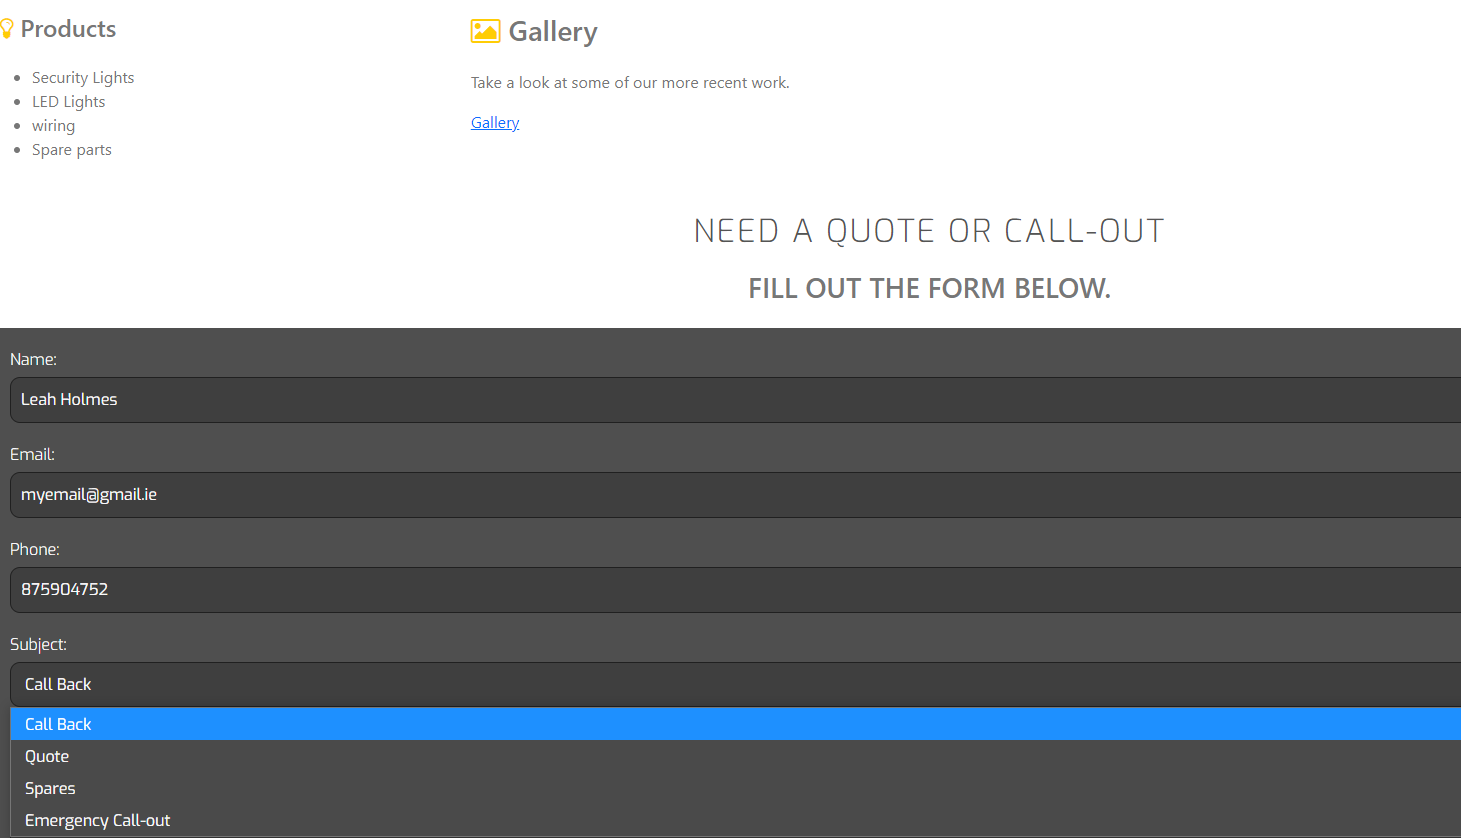 Products
Security Lights
LED Lights
wiring
Spare parts
Gallery
Take a look at some of our more recent work.
Gallery
NEED A QUOTE OR CALL-OUT
FILL OUT THE FORM BELOW.
Name:
Leah Holmes
Email:
myemail@gmail.ie
Phone:
875904752
Subject:
Call Back
Call Back
Quote
Spares
Emergency Call-out